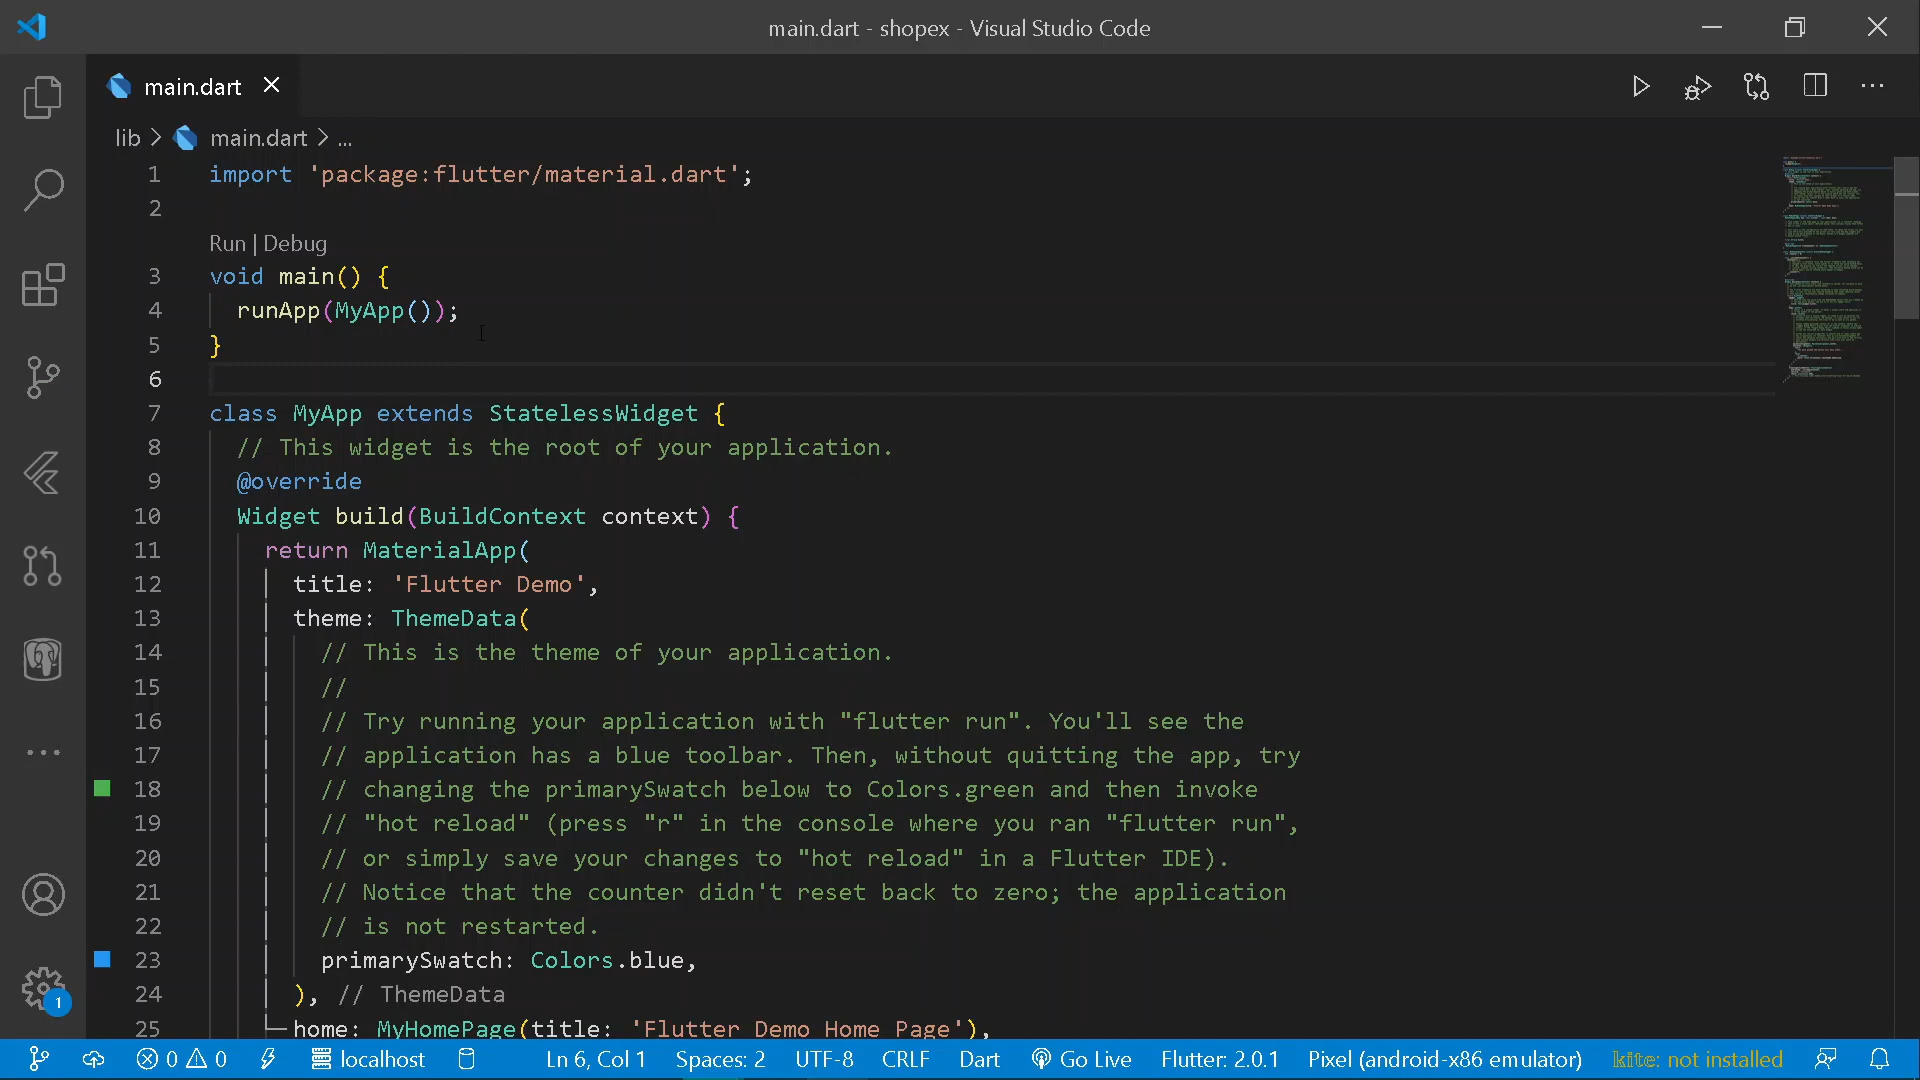 main.dart - shopex - Visual Studio Code
main.dart
lib > main.dart > ...
1 import 'package:flutter/material.dart';
2
Run | Debug
3 void main() {
4 runApp(MyApp());
5 }
6
7 class MyApp extends StatelessWidget {
8 // This widget is the root of your application.
9 @override
10 Widget build(BuildContext context) {
11 return MaterialApp(
12 title: 'Flutter Demo',
13 theme: ThemeData(
14 // This is the theme of your application.
15 //
16 // Try running your application with "flutter run". You'll see the
17 // application has a blue toolbar. Then, without quitting the app, try
18 // changing the primarySwatch below to Colors.green and then invoke
19 // "hot reload" (press "r" in the console where you ran "flutter run",
20 // or simply save your changes to "hot reload" in a Flutter IDE).
21 // Notice that the counter didn't reset back to zero; the application
22 // is not restarted.
23 primarySwatch: Colors.blue,
24 ), // ThemeData
25 home: MyHomePage(title: 'Flutter Demo Home Page'),
1
0 0 localhost Ln 6, Col 1 Spaces: 2 UTF-8 CRLF Dart Go Live Flutter: 2.0.1 Pixel (android-x86 emulator) kite: not installed